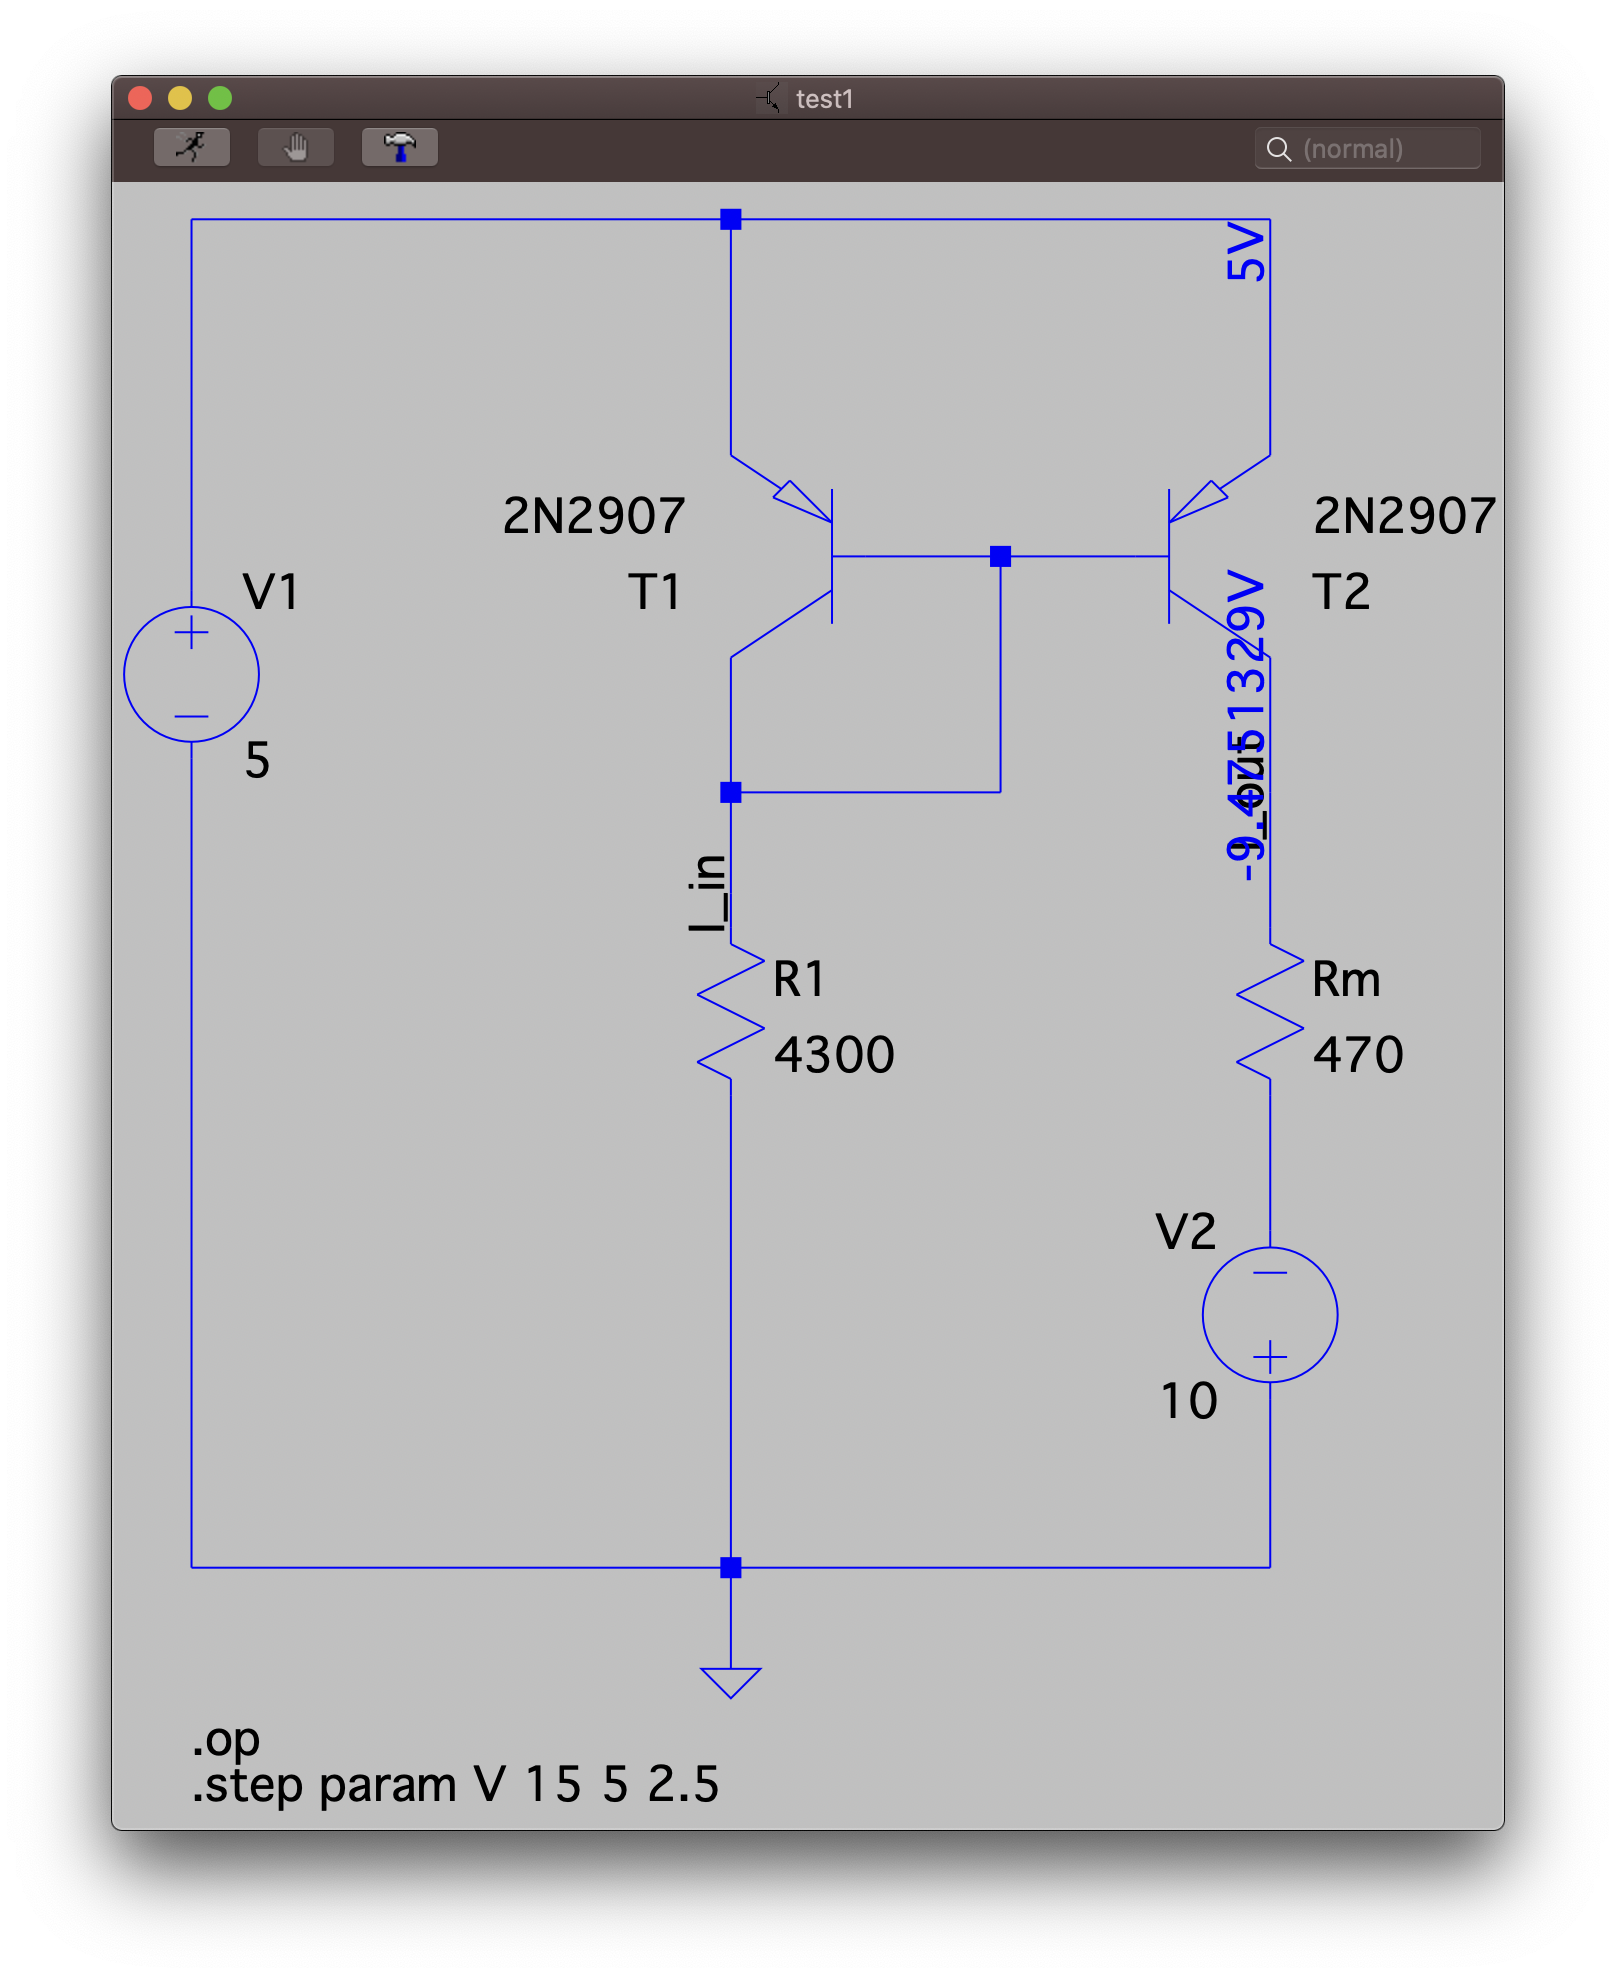 test1
(normal)
5V
2N2907
2N2907
T1
T2
V1
5
-9.4751329V
I_out
I_in
R1
4300
Rm
470
V2
10
.op
.step param V 15 5 2.5